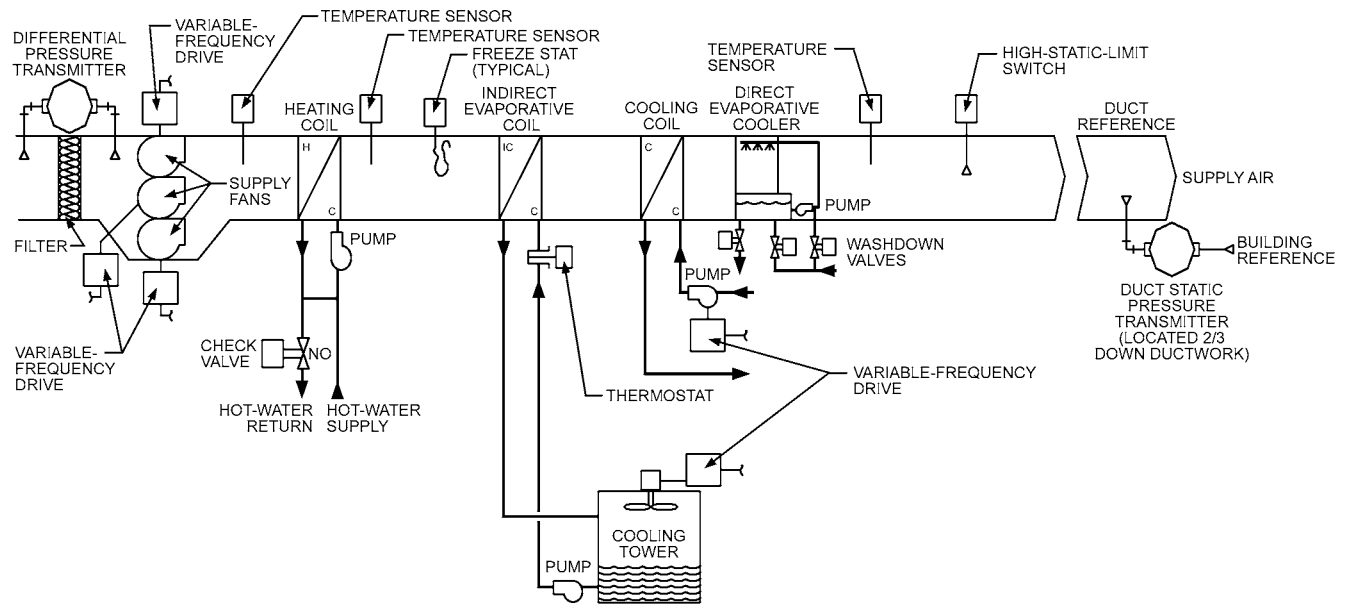 VARIABLE-
FREQUENCY
DRIVE
TEMPERATURE SENSOR
DIFFERENTIAL
PRESSURE
TRANSMITTER
TEMPERATURE SENSOR
FREEZE STAT
(TYPICAL)
TEMPERATURE
SENSOR
HIGH-STATIC-LIMIT
SWITCH
HEATING
COIL
INDIRECT
EVAPORATIVE
COIL
COOLING
COIL
DIRECT
EVAPORATIVE
COOLER
DUCT
REFERENCE
H
IC
C
SUPPLY
FANS
SUPPLY AIR
C
C
C
PUMP
FILTER
PUMP
WASHDOWN
VALVES
BUILDING
REFERENCE
PUMP
DUCT STATIC
PRESSURE
TRANSMITTER
(LOCATED 2/3
DOWN DUCTWORK)
VARIABLE-
FREQUENCY
DRIVE
CHECK
VALVE
NO
VARIABLE-FREQUENCY
DRIVE
THERMOSTAT
HOT-WATER
RETURN
HOT-WATER
SUPPLY
COOLING
TOWER
PUMP